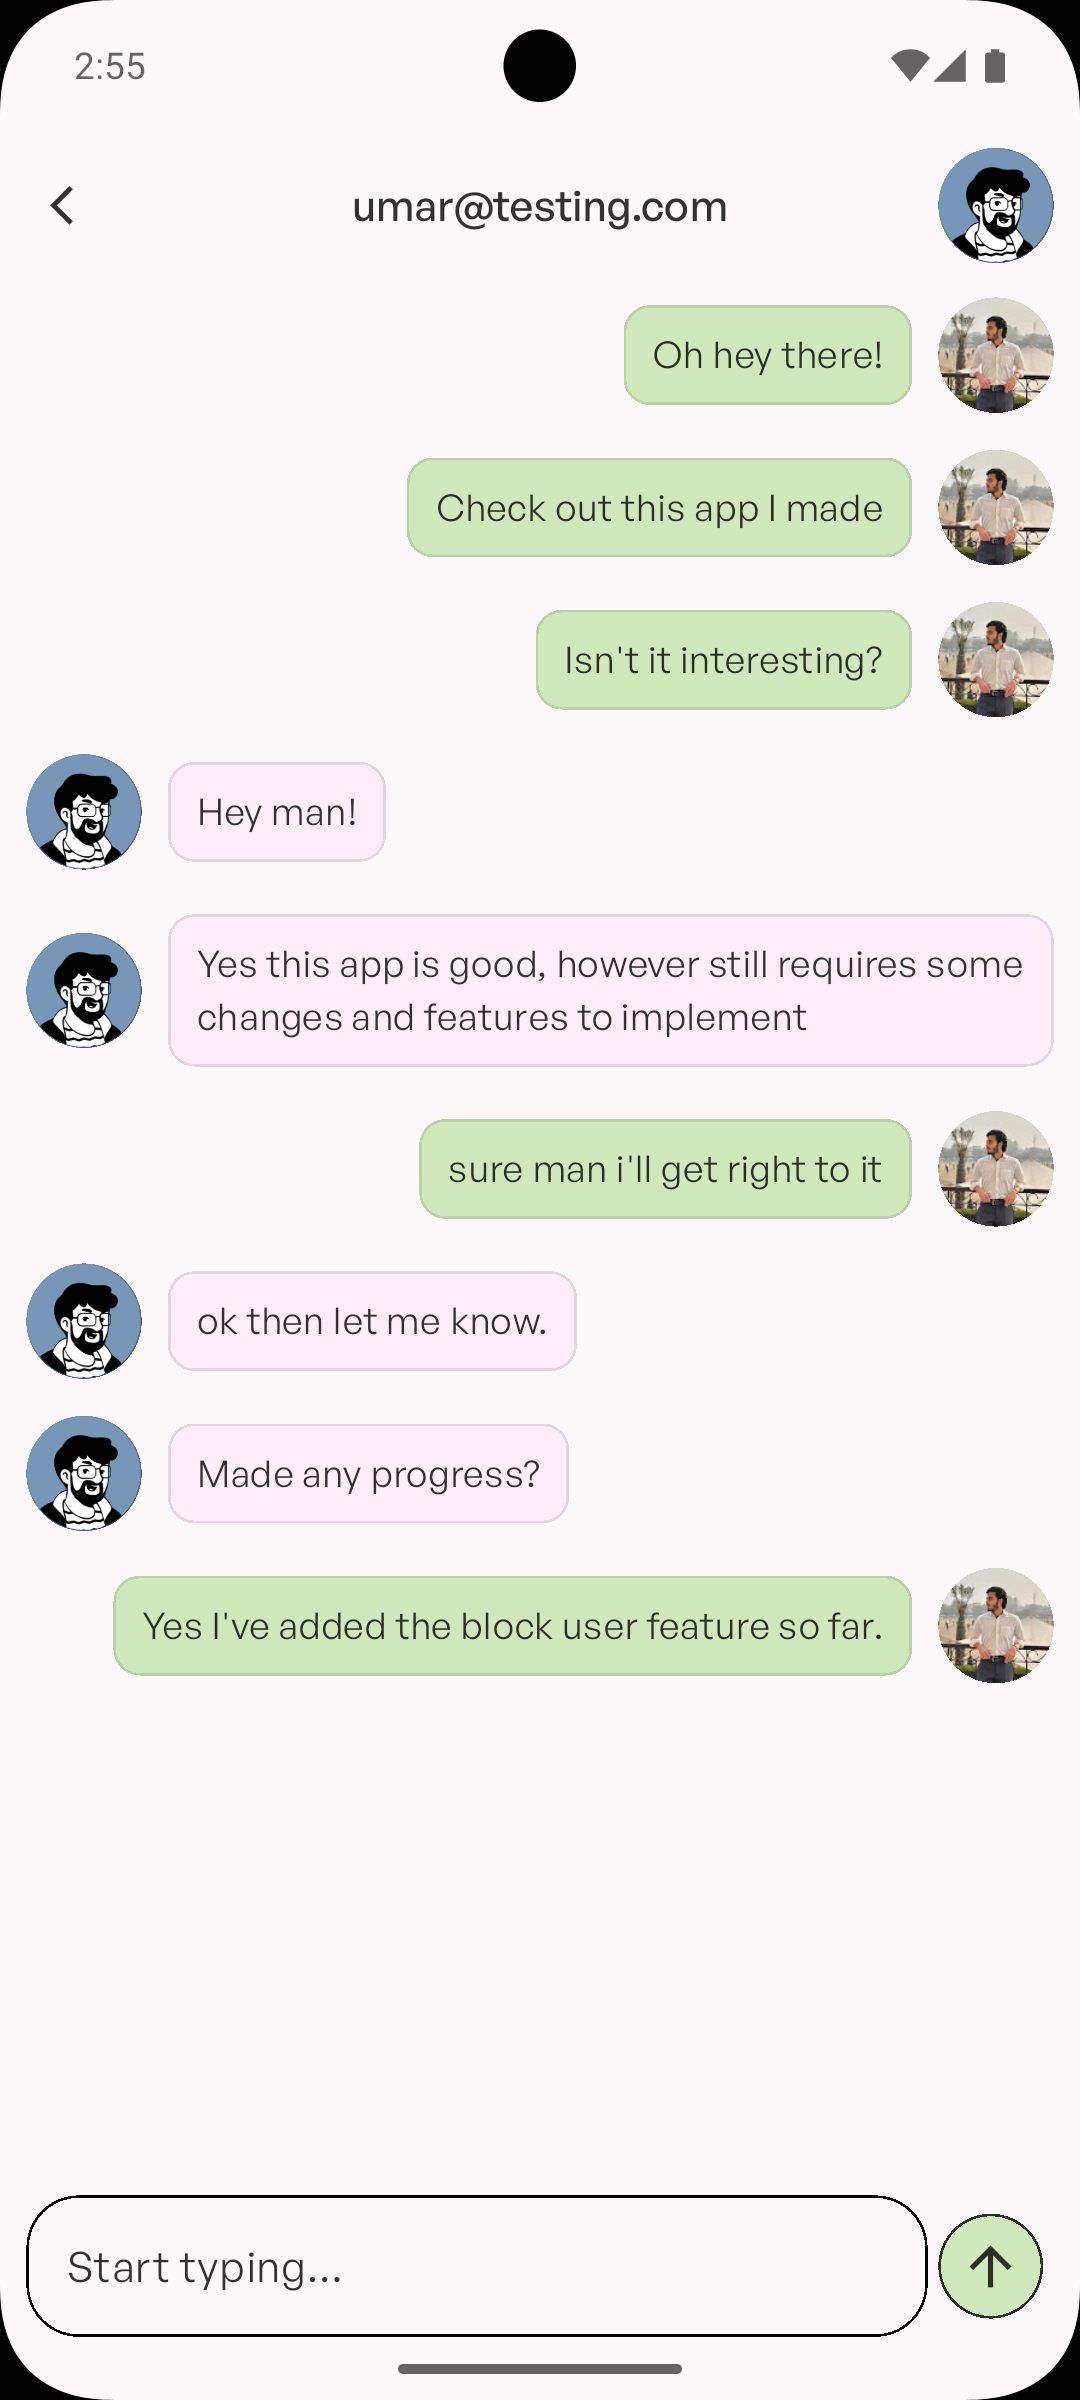 2:55
umar@testing.com
Oh hey there!
Check out this app I made
Isn't it interesting?
Hey man!
Yes this app is good, however still requires some
changes and features to implement
sure man i'll get right to it
ok then let me know.
Made any progress?
Yes I've added the block user feature so far.
Start typing...